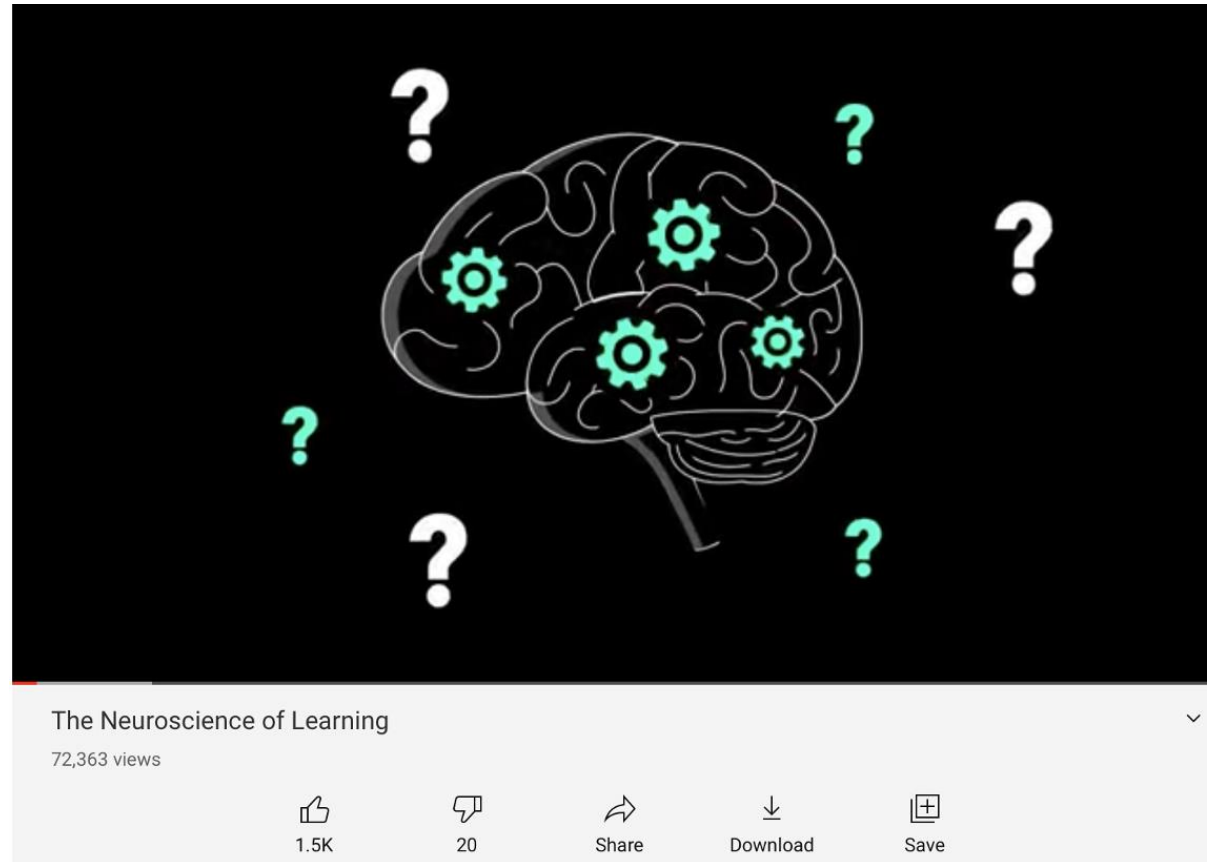 ?
?
?
?
?
?
The Neuroscience of Learning
72,363 views
1.5K
20
Share
Download
Save